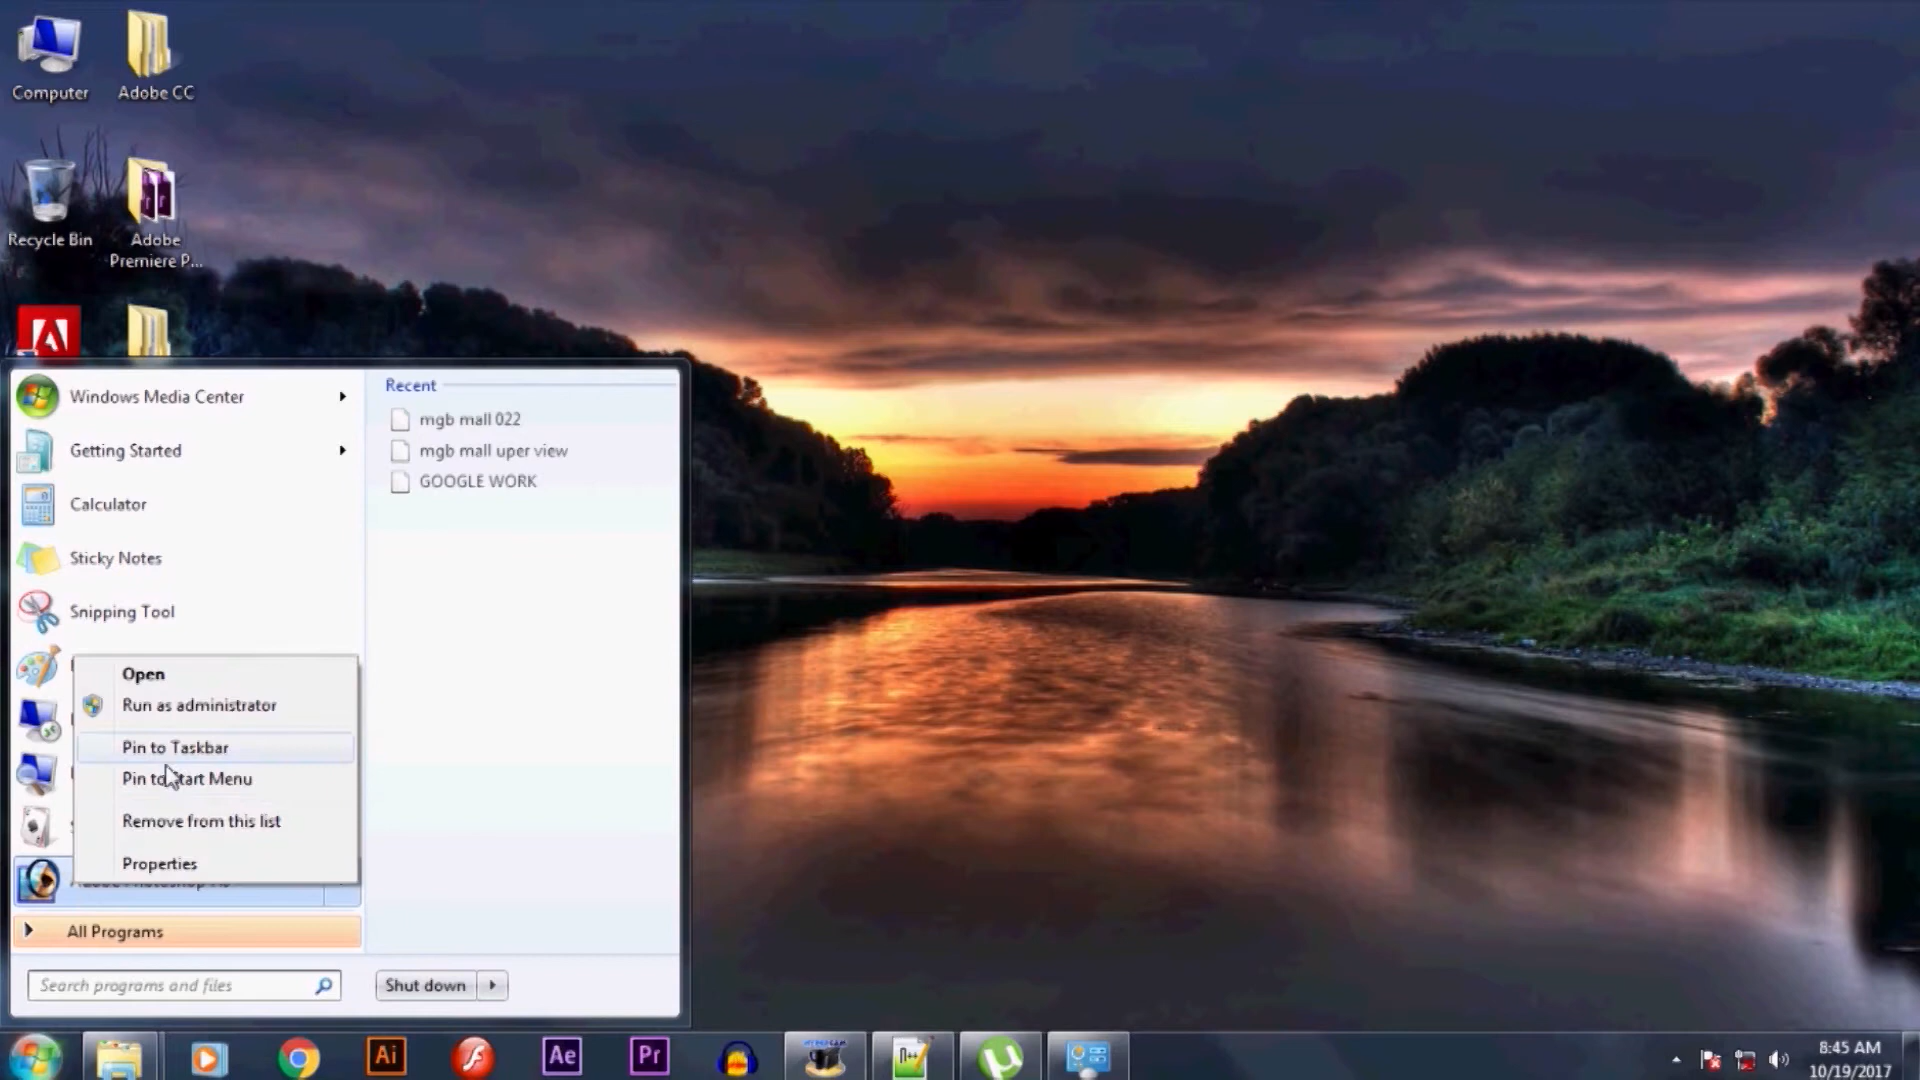 Computer
Adobe CC
Recycle Bin
Adobe
Premiere P...
Windows Media Center
Getting Started
Calculator
Sticky Notes
Snipping Tool
Open
Run as administrator
Pin to Taskbar
Pin to Start Menu
Remove from this list
Properties
All Programs
Search programs and files
Shut down
Recent
mgb mall 022
mgb mall uper view
GOOGLE WORK
Ai
Ae
Pr
8:45 AM
10/19/2017